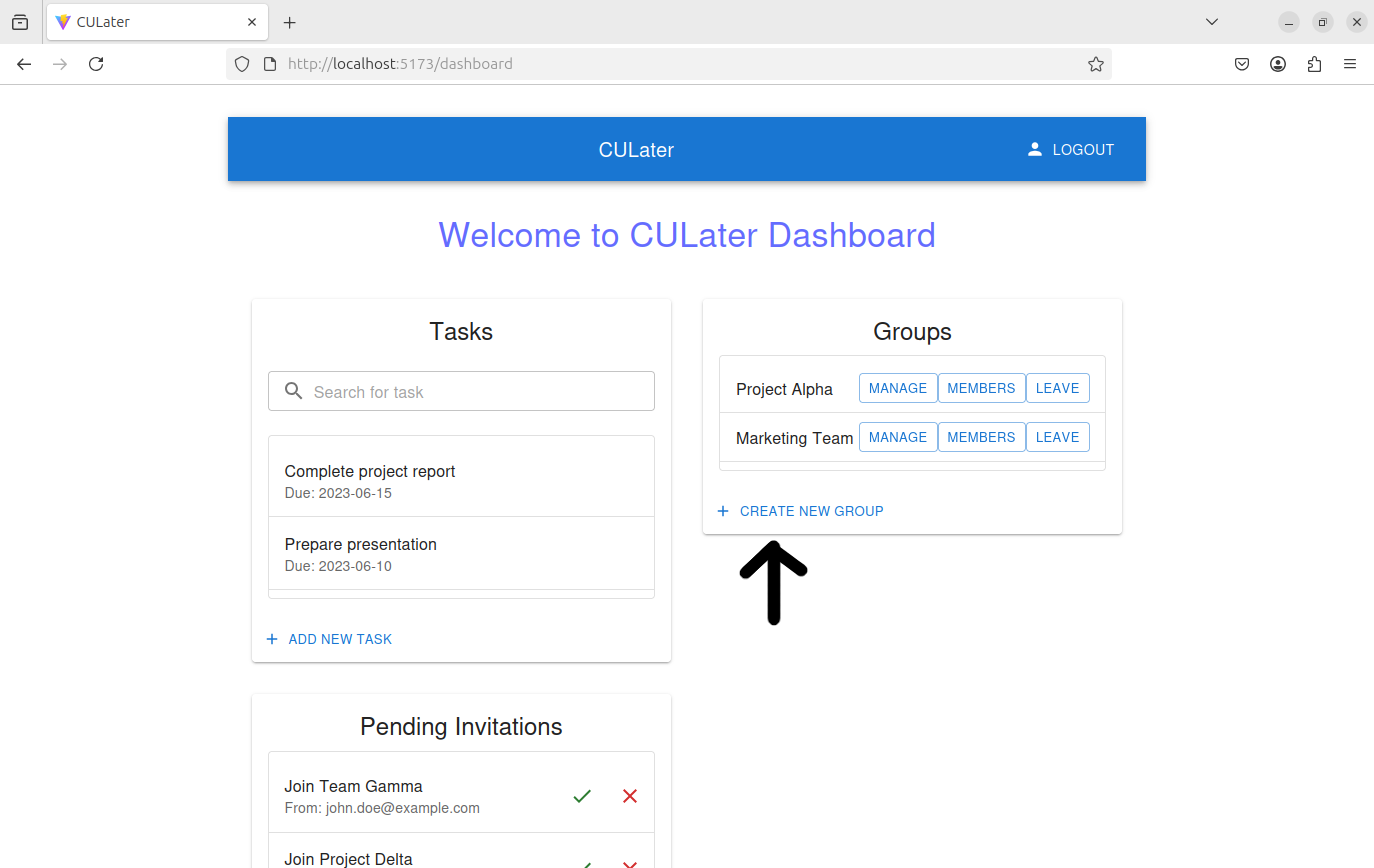 CULater
http://localhost:5173/dashboard
CULater
LOGOUT
Welcome to CULater Dashboard
Tasks
Search for task
Complete project report
Due: 2023-06-15
Prepare presentation
Due: 2023-06-10
ADD NEW TASK
Groups
Project Alpha MANAGE MEMBERS LEAVE
Marketing Team MANAGE MEMBERS LEAVE
CREATE NEW GROUP
Pending Invitations
Join Team Gamma
From: john.doe@example.com
Join Project Delta